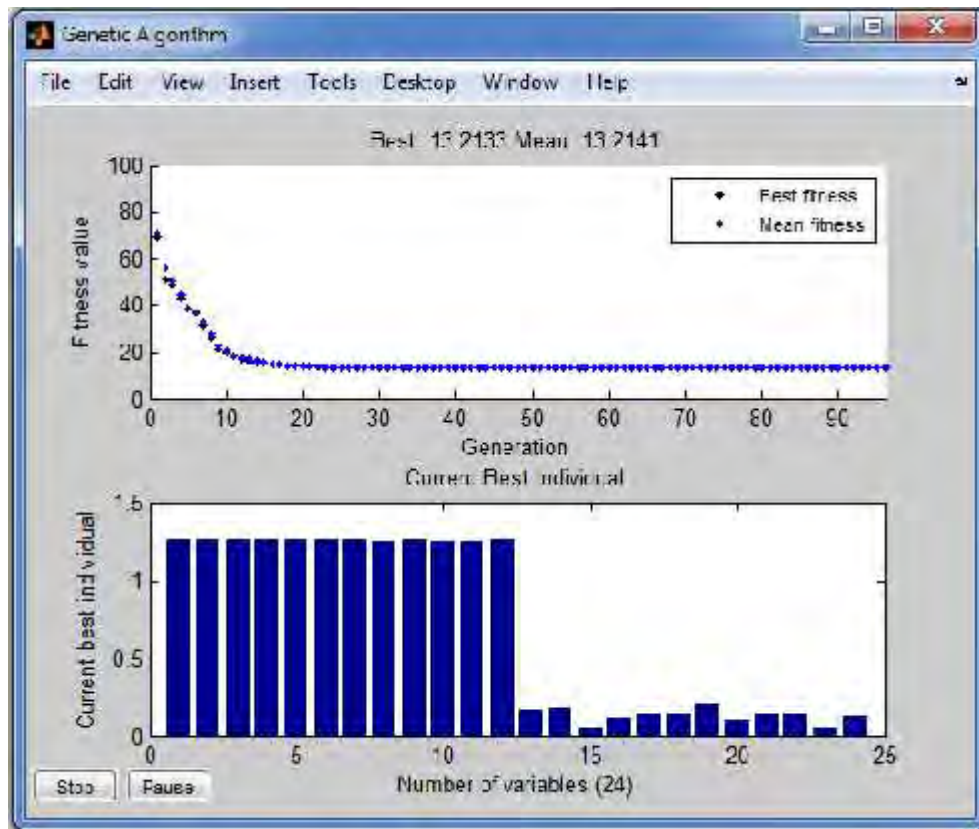 Genetic Algorithm
File Edit View Insert Tools Desktop Window Help
Best: 13.2133 Mean: 13.2141
100
80
60
40
20
0
Fitness value
Best fitness
Mean fitness
0 10 20 30 40 50 60 70 80 90
Generation
Current Best Individual
1.5
1
0.5
0
Current best individual
0 5 10 15 20 25
Number of variables (24)
Stop Pause